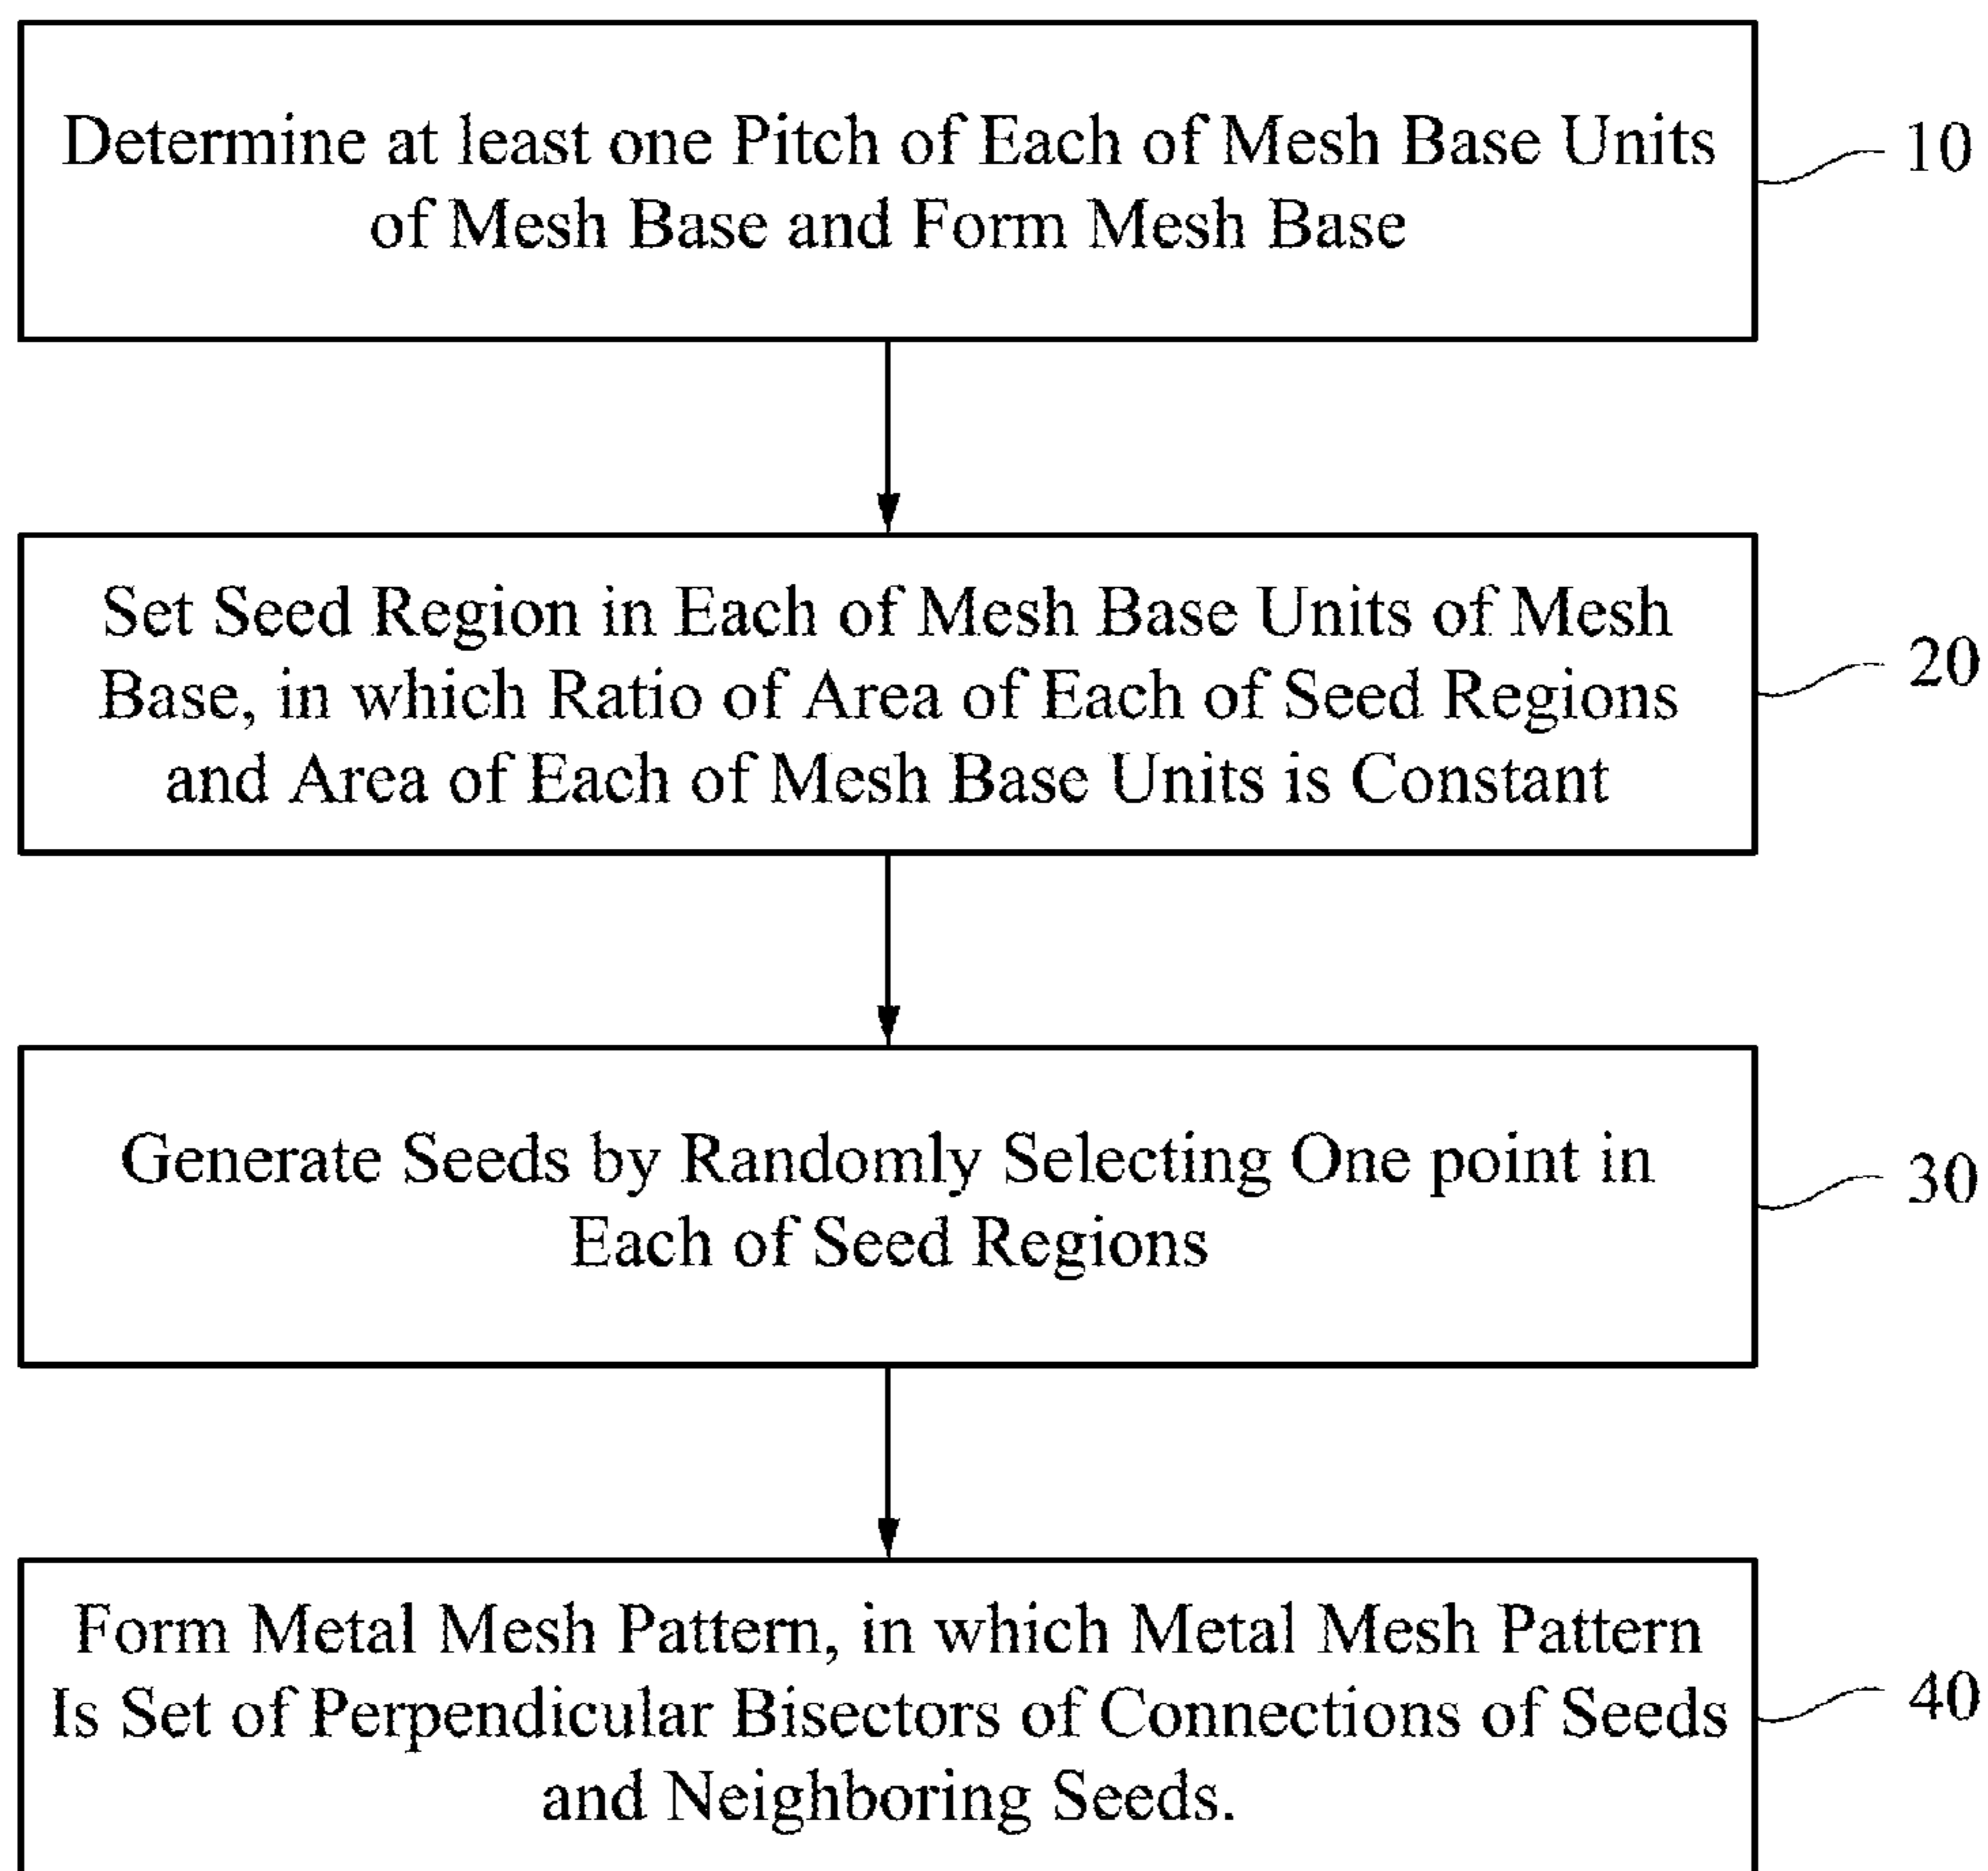 Determine at least one Pitch of Each of Mesh Base Units
of Mesh Base and Form Mesh Base
10
Set Seed Region in Each of Mesh Base Units of Mesh
Base, in which Ratio of Area of Each of Seed Regions
and Area of Each of Mesh Base Units is Constant
20
Generate Seeds by Randomly Selecting One point in
Each of Seed Regions
30
Form Metal Mesh Pattern, in which Metal Mesh Pattern
Is Set of Perpendicular Bisectors of Connections of Seeds
and Neighboring Seeds.
40